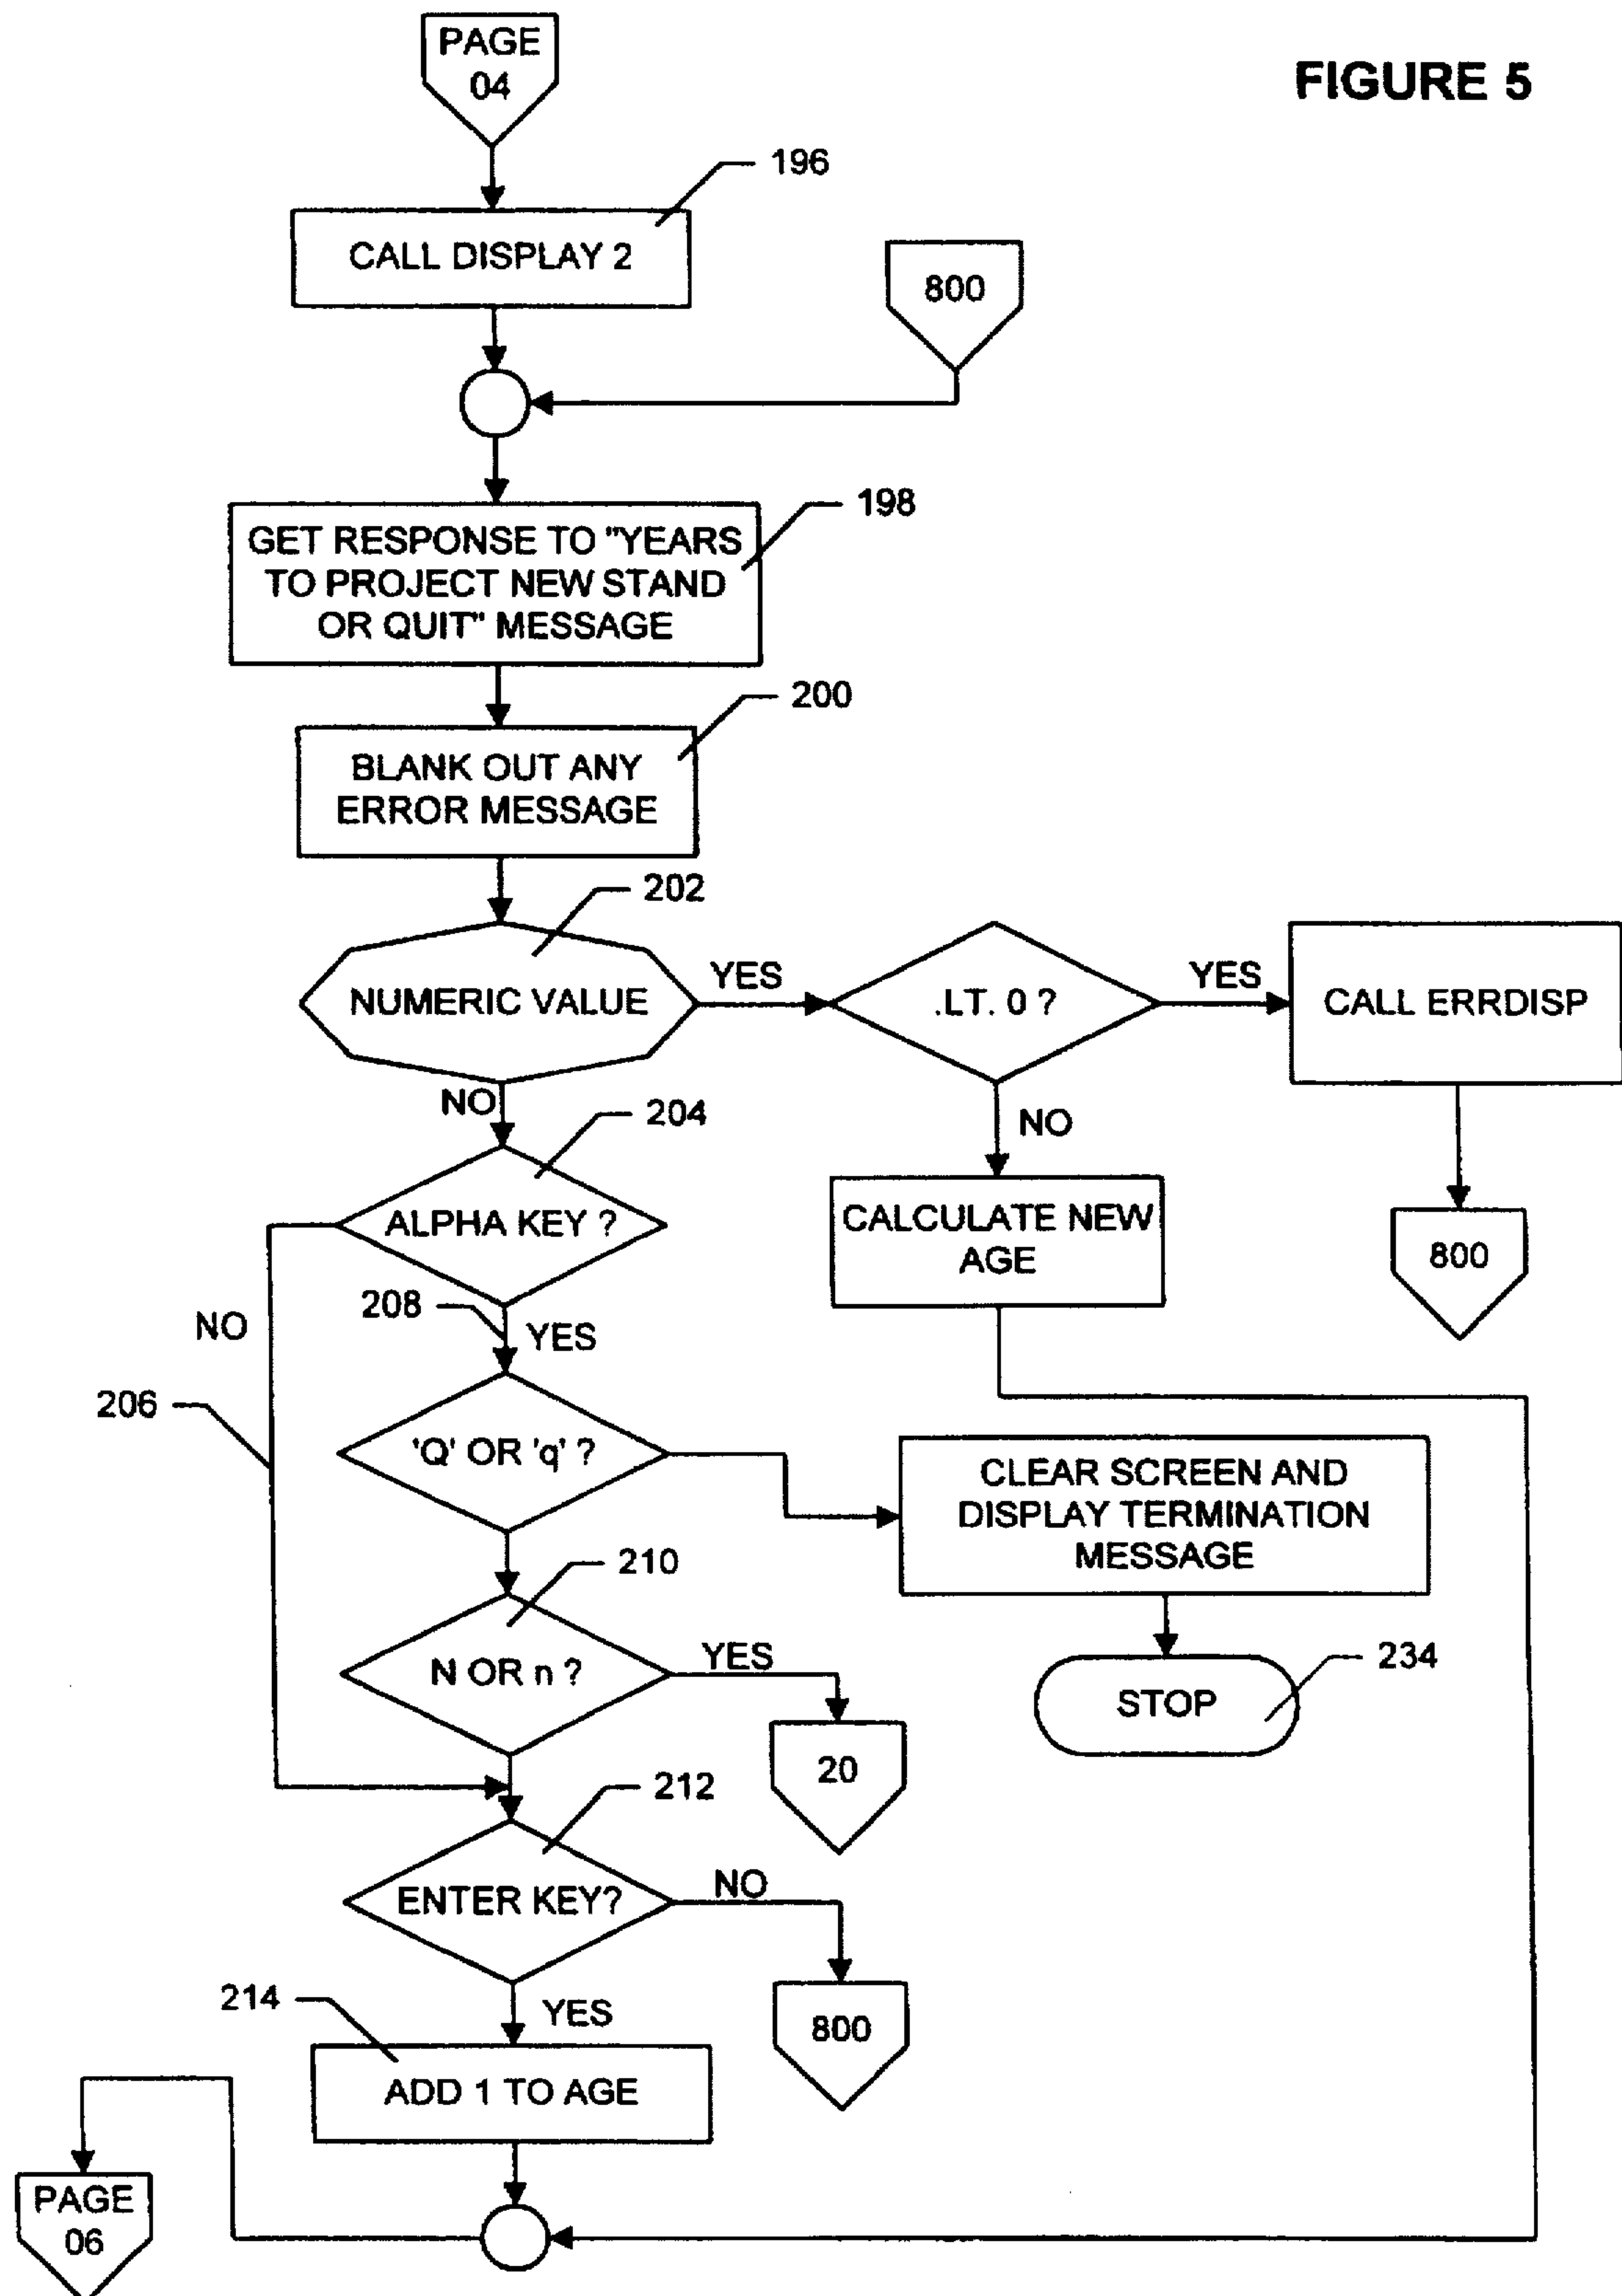 PAGE
04
FIGURE 5
196
CALL DISPLAY 2
800
198
GET RESPONSE TO "YEARS
TO PROJECT NEW STAND
OR QUIT" MESSAGE
200
BLANK OUT ANY
ERROR MESSAGE
202
NUMERIC VALUE
YES
.LT. 0 ?
YES
CALL ERRDISP
NO
204
NO
ALPHA KEY ?
CALCULATE NEW
AGE
800
208
NO
YES
206
'Q' OR 'q' ?
CLEAR SCREEN AND
DISPLAY TERMINATION
MESSAGE
210
N OR n ?
YES
234
STOP
20
212
ENTER KEY?
NO
214
YES
800
ADD 1 TO AGE
PAGE
06